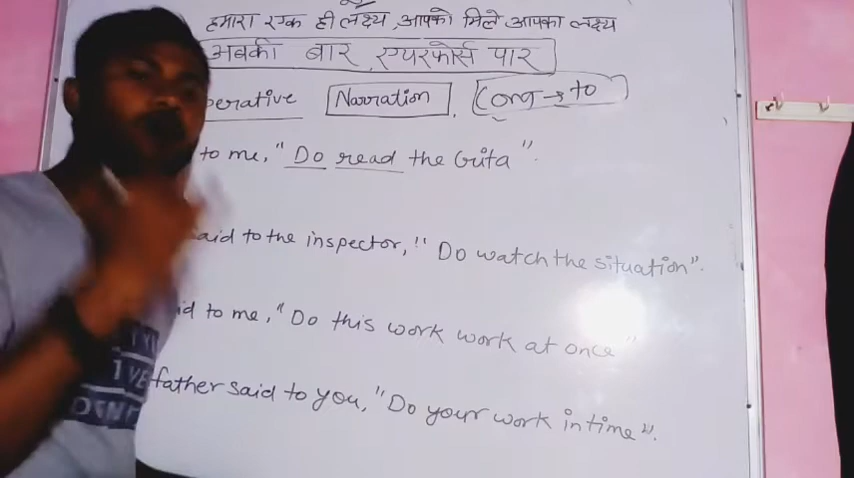 हमारा एक ही लक्ष्य, आपको मिले आपका लक्ष्य
अबकी बार एयरफोर्स पार
perative Narration. Conj → to
to me, "Do read the Gita".
said to the inspector, "Do watch the situation".
id to me, "Do this work work at once"
father said to you, "Do your work in time".